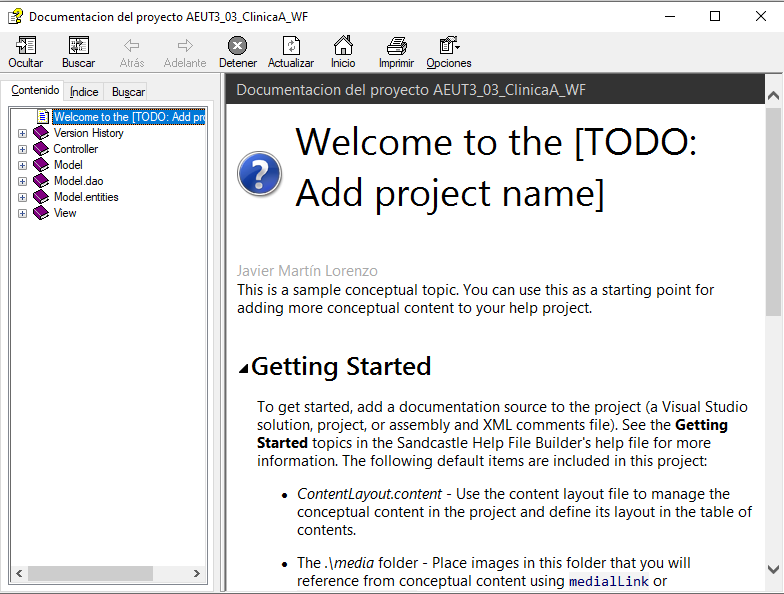 Documentacion del proyecto AEUT3_03_ClinicaA_WF
Ocultar
Buscar
Atrás
Adelante
Detener
Actualizar
Inicio
Imprimir
Opciones
Contenido
Índice
Buscar
Welcome to the [TODO: Add pro
Version History
Controller
Model
Model.dao
Model.entities
View
Documentacion del proyecto AEUT3_03_ClinicaA_WF
Welcome to the [TODO:
Add project name]
Javier Martín Lorenzo
This is a sample conceptual topic. You can use this as a starting point for
adding more conceptual content to your help project.
Getting Started
To get started, add a documentation source to the project (a Visual Studio
solution, project, or assembly and XML comments file). See the Getting
Started topics in the Sandcastle Help File Builder's help file for more
information. The following default items are included in this project:
• ContentLayout.content - Use the content layout file to manage the
conceptual content in the project and define its layout in the table of
contents.
• The .\media folder - Place images in this folder that you will
reference from conceptual content using medialLink or